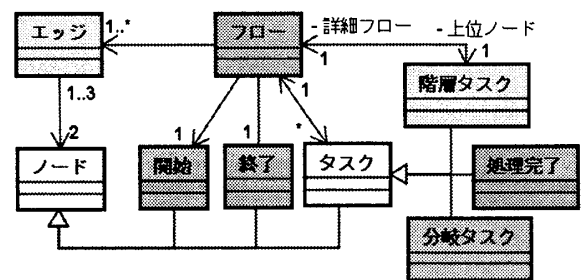 エッジ
1..*
フロー
- 詳細フロー
- 上位ノード
1
1
階層タスク
1..3
2
1
1
1
*
ノード
開始
終了
タスク
処理完了
分岐タスク